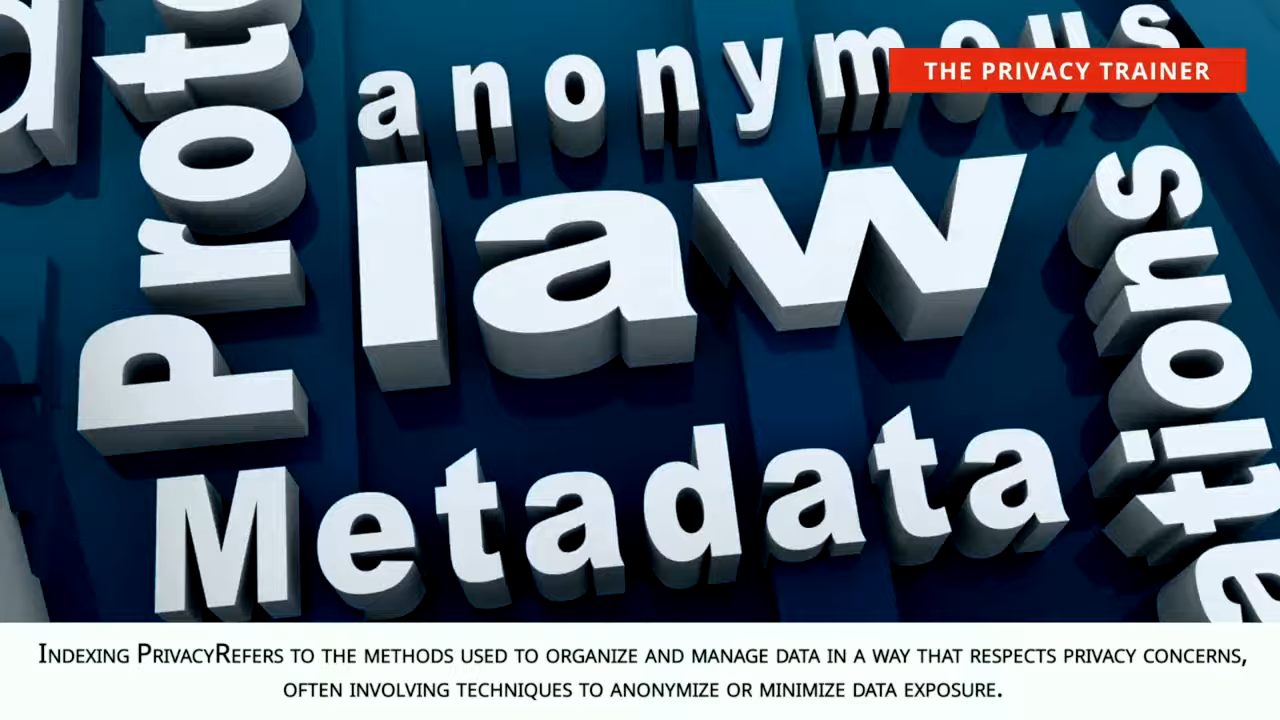 anonymous
THE PRIVACY TRAINER
law
Metadata
Indexing PrivacyRefers to the methods used to organize and manage data in a way that respects privacy concerns,
often involving techniques to anonymize or minimize data exposure.